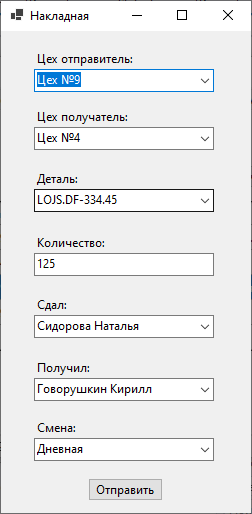 Накладная
Цех отправитель:
Цех №9
Цех получатель:
Цех №4
Деталь:
LOJS.DF-334.45
Количество:
125
Сдал:
Сидорова Наталья
Получил:
Говорушкин Кирилл
Смена:
Дневная
Отправить